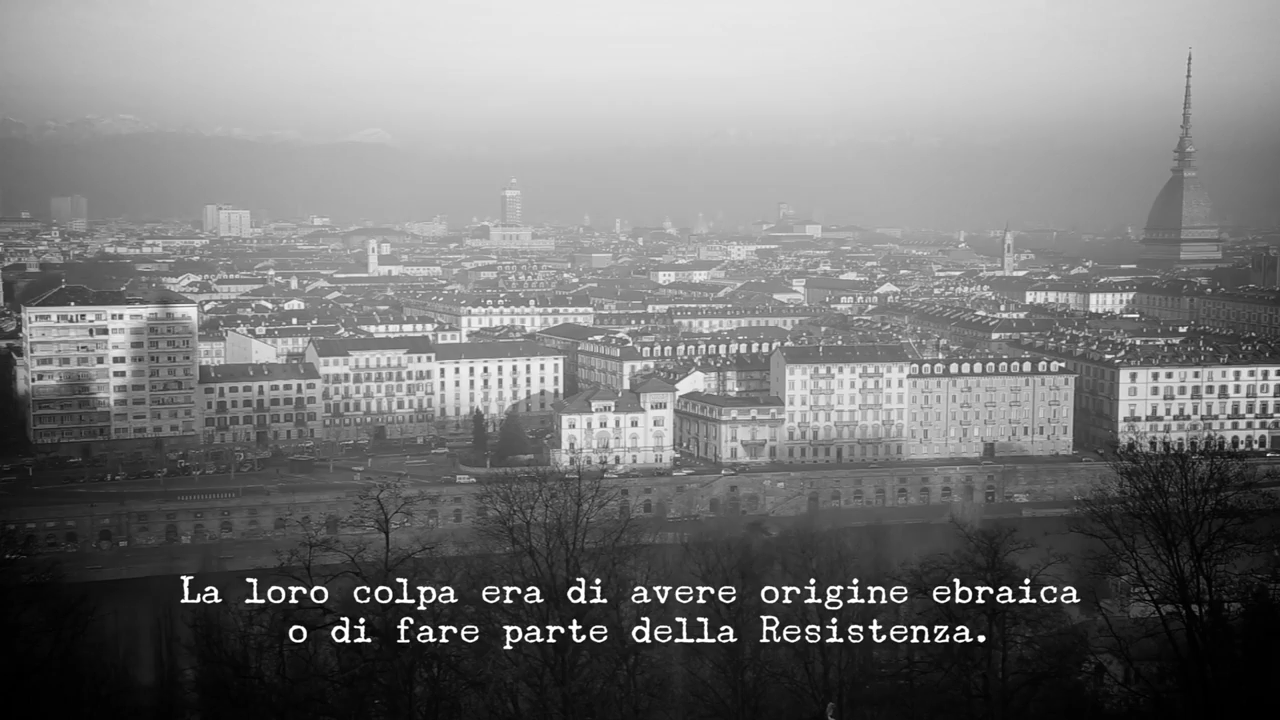 La loro colpa era di avere origine ebraica
o di fare parte della Resistenza.